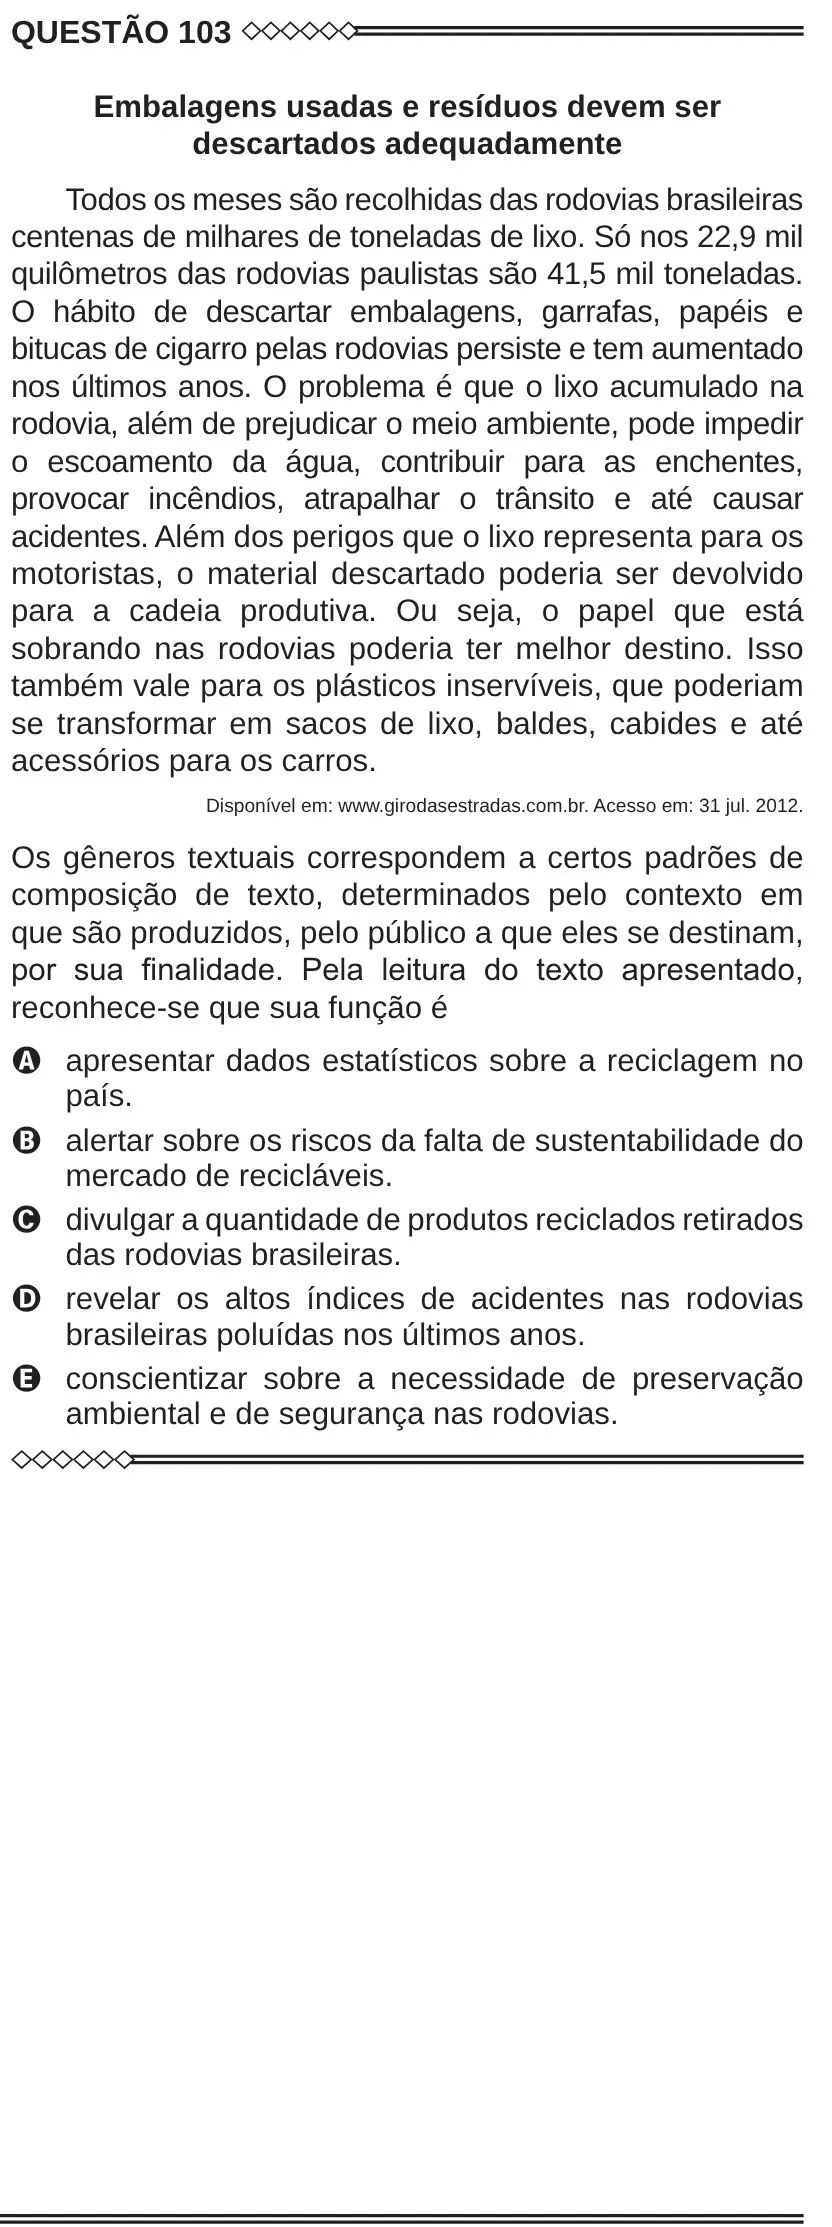 QUESTÃO 103
Embalagens usadas e resíduos devem ser
descartados adequadamente
Todos os meses são recolhidas das rodovias brasileiras
centenas de milhares de toneladas de lixo. Só nos 22,9 mil
quilômetros das rodovias paulistas são 41,5 mil toneladas.
O hábito de descartar embalagens, garrafas, papéis e
bitucas de cigarro pelas rodovias persiste e tem aumentado
nos últimos anos. O problema é que o lixo acumulado na
rodovia, além de prejudicar o meio ambiente, pode impedir
o escoamento da água, contribuir para as enchentes,
provocar incêndios, atrapalhar o trânsito e até causar
acidentes. Além dos perigos que o lixo representa para os
motoristas, o material descartado poderia ser devolvido
para a cadeia produtiva. Ou seja, o papel que está
sobrando nas rodovias poderia ter melhor destino. Isso
também vale para os plásticos inservíveis, que poderiam
se transformar em sacos de lixo, baldes, cabides e até
acessórios para os carros.
Disponível em: www.girodasestradas.com.br. Acesso em: 31 jul. 2012.
Os gêneros textuais correspondem a certos padrões de
composição de texto, determinados pelo contexto em
que são produzidos, pelo público a que eles se destinam,
por sua finalidade. Pela leitura do texto apresentado,
reconhece-se que sua função é
A apresentar dados estatísticos sobre a reciclagem no
país.
B alertar sobre os riscos da falta de sustentabilidade do
mercado de recicláveis.
C divulgar a quantidade de produtos reciclados retirados
das rodovias brasileiras.
D revelar os altos índices de acidentes nas rodovias
brasileiras poluídas nos últimos anos.
E conscientizar sobre a necessidade de preservação
ambiental e de segurança nas rodovias.